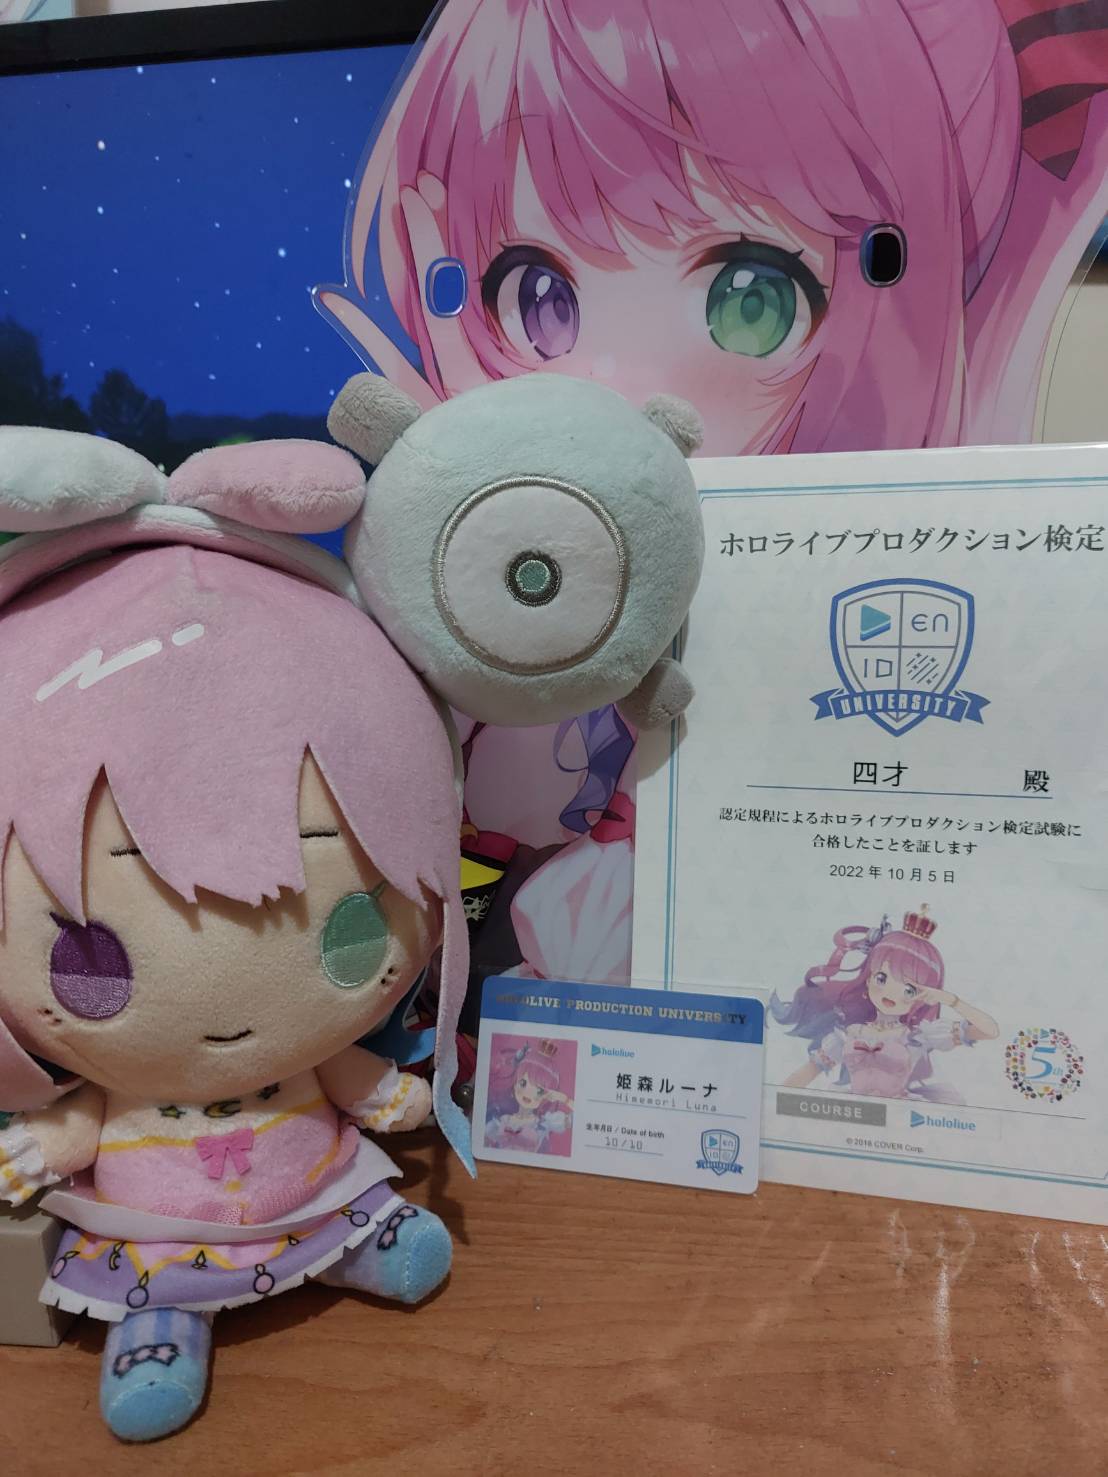 ホロライブプロダクション検定
en
ID
UNIVERSITY
四才 殿
認定規程によるホロライブプロダクション検定試験に
合格したことを証します
2022 年 10 月 5 日
5th
COURSE hololive
© 2016 COVER Corp.
HOLOLIVE PRODUCTION UNIVERSITY
hololive
姫森ルーナ
Himemori Luna
生年月日 / Date of birth
10/10